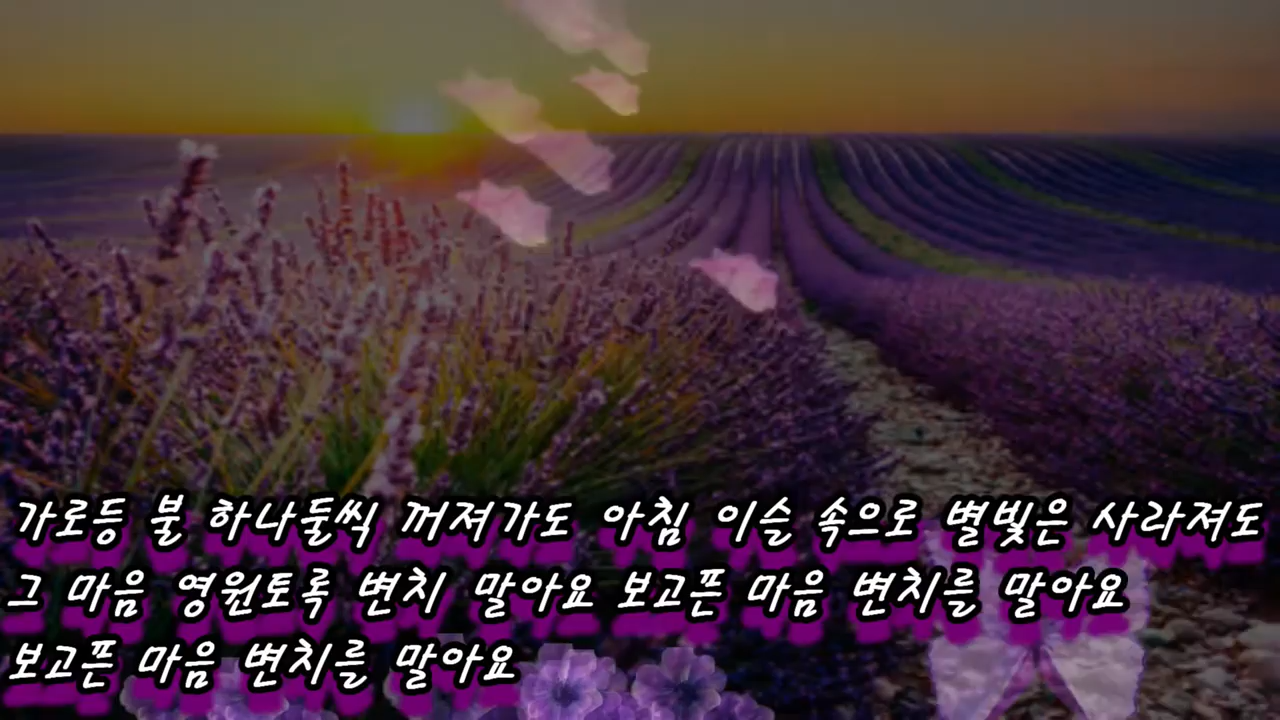 가로등 불 하나둘씩 꺼져가도 아침 이슬 속으로 별빛은 사라져도
그 마음 영원토록 변치 말아요 보고픈 마음 변치를 말아요
보고픈 마음 변치를 말아요